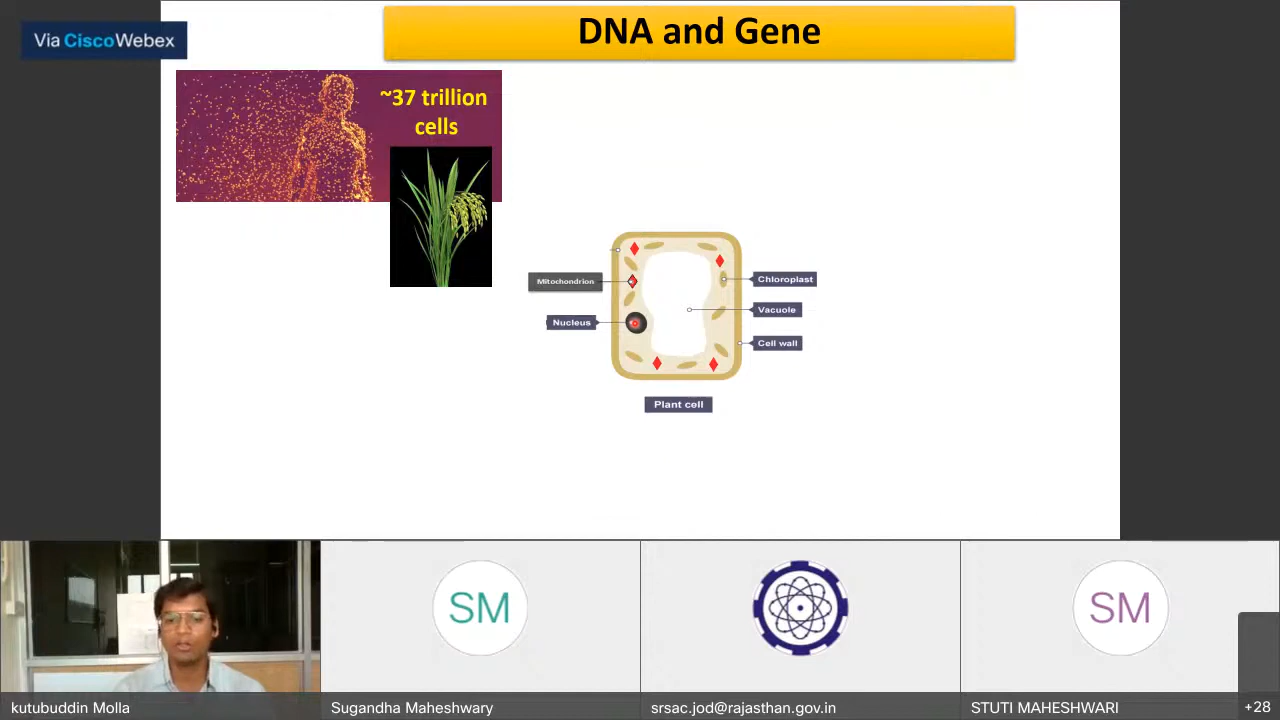 Via CiscoWebex
DNA and Gene
~37 trillion
cells
Mitochondrion
Nucleus
Chloroplast
Vacuole
Cell wall
Plant cell
SM
SM
kutubuddin Molla
Sugandha Maheshwary
srsac.jod@rajasthan.gov.in
STUTI MAHESHWARI
+28